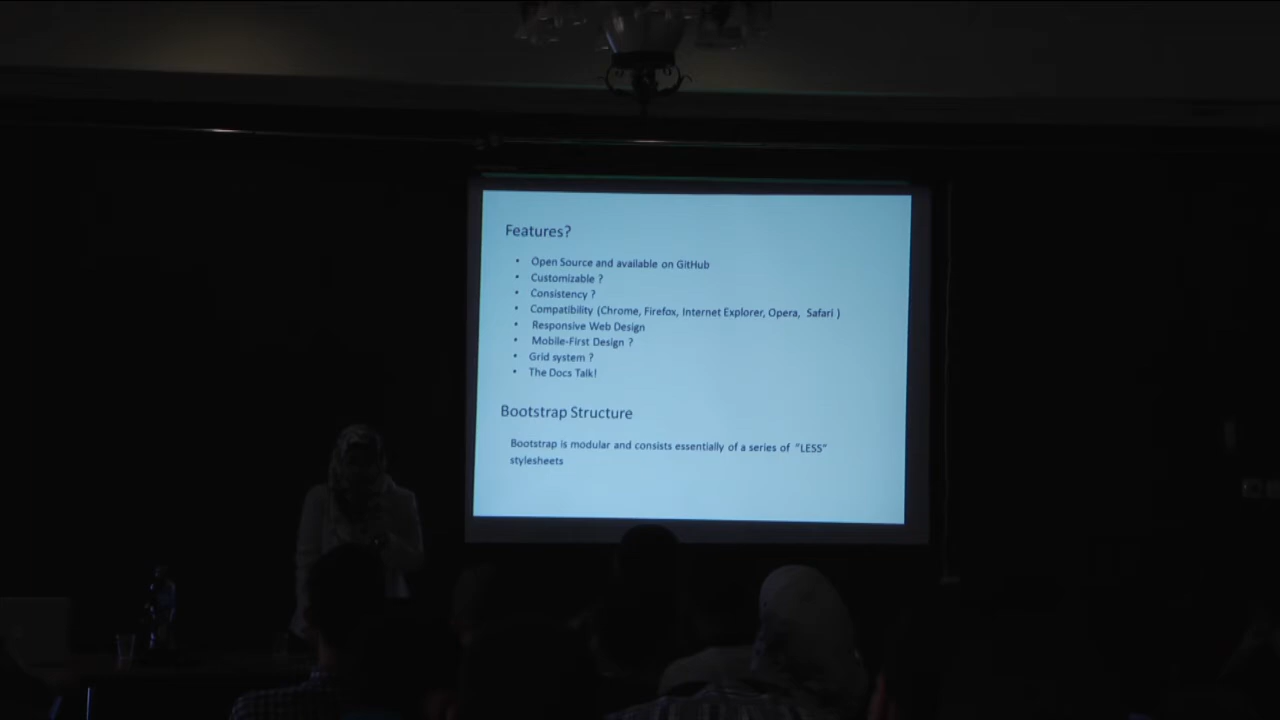 Features?
• Open Source and available on GitHub
• Customizable ?
• Consistency ?
• Compatibility (Chrome, Firefox, Internet Explorer, Opera, Safari )
• Responsive Web Design
• Mobile-First Design ?
• Grid system ?
• The Docs Talk!
Bootstrap Structure
Bootstrap is modular and consists essentially of a series of "LESS"
stylesheets